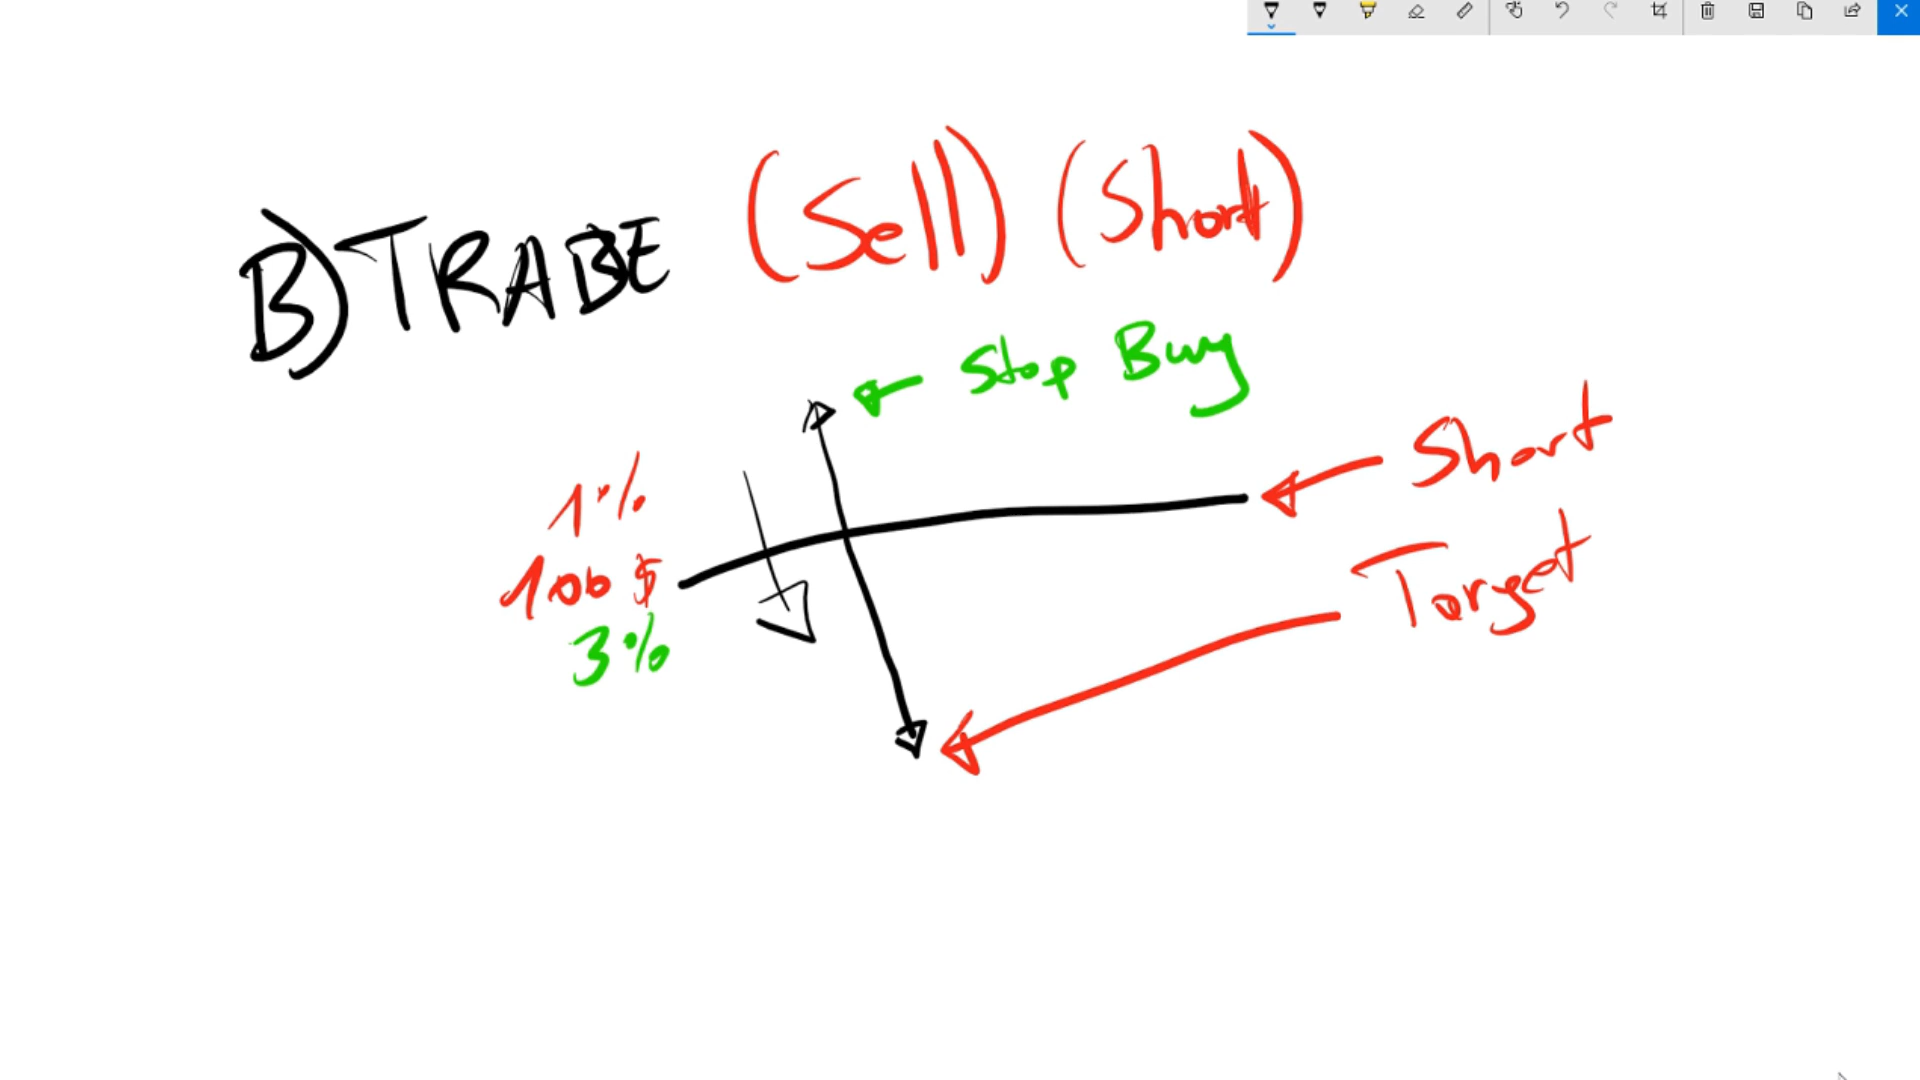 B) TRADE (Sell) (Short)
Stop Buy
Short
1%
100 $
Target
3%